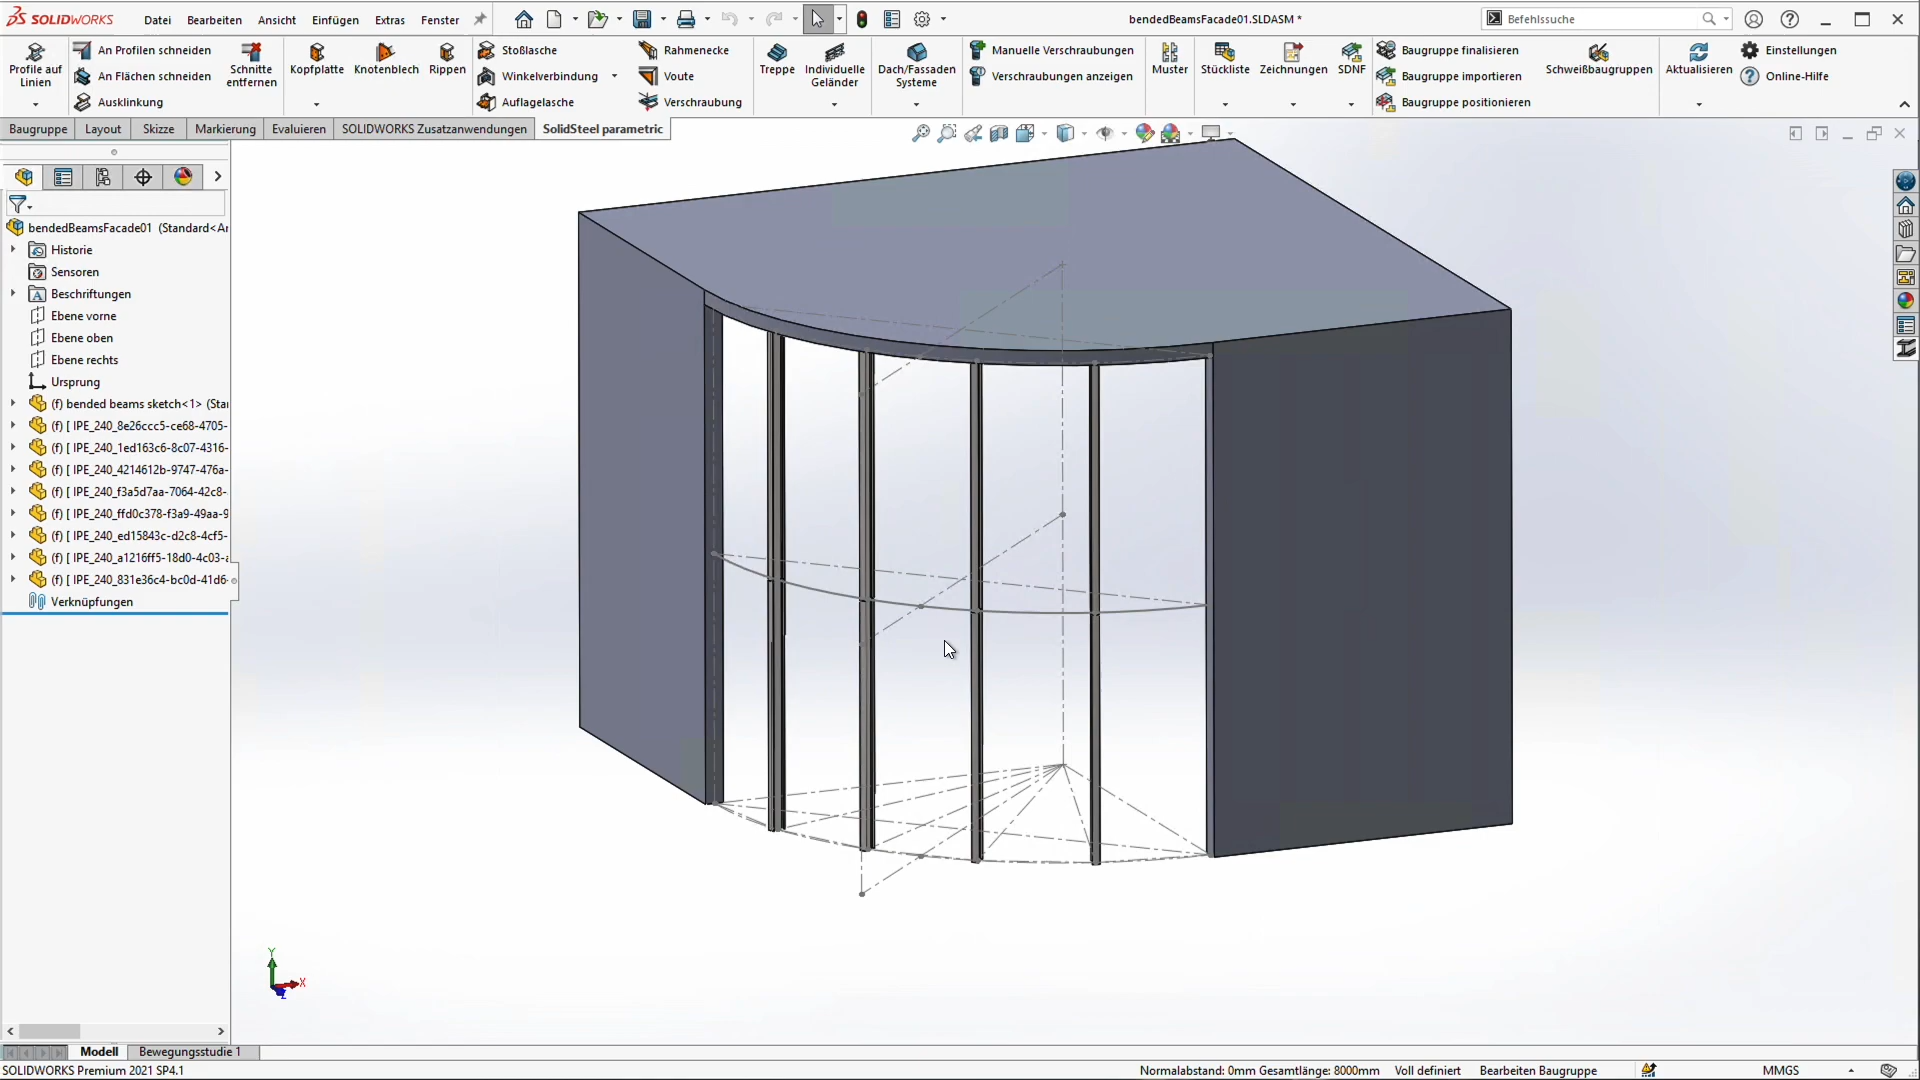 SOLIDWORKS
Datei Bearbeiten Ansicht Einfügen Extras Fenster
bendedBeamsFacade01.SLDASM *
Befehlssuche
Profile auf Linien
An Profilen schneiden
An Flächen schneiden
Ausklinkung
Schnitte entfernen
Kopfplatte
Knotenblech
Rippen
Stoßlasche
Winkelverbindung
Auflagelasche
Rahmenecke
Voute
Verschraubung
Treppe
Individuelle Geländer
Dach/Fassaden Systeme
Manuelle Verschraubungen
Verschraubungen anzeigen
Muster
Stückliste
Zeichnungen
SDNF
Baugruppe finalisieren
Baugruppe importieren
Baugruppe positionieren
Schweißbaugruppen
Aktualisieren
Einstellungen
Online-Hilfe
Baugruppe Layout Skizze Markierung Evaluieren SOLIDWORKS Zusatzanwendungen SolidSteel parametric
bendedBeamsFacade01 (Standard<Ar
Historie
Sensoren
Beschriftungen
Ebene vorne
Ebene oben
Ebene rechts
Ursprung
(f) bended beams sketch<1> (Star
(f) [ IPE_240_8e26ccc5-ce68-4705-
(f) [ IPE_240_1ed163c6-8c07-4316-
(f) [ IPE_240_4214612b-9747-476a-
(f) [ IPE_240_f3a5d7aa-7064-42c8-
(f) [ IPE_240_ffd0c378-f3a9-49aa-9
(f) [ IPE_240_ed15843c-d2c8-4cf5-
(f) [ IPE_240_a1216ff5-18d0-4c03-a
(f) [ IPE_240_831e36c4-bc0d-41d6-
Verknüpfungen
Y
X
Z
Modell Bewegungsstudie 1
SOLIDWORKS Premium 2021 SP4.1
Normalabstand: 0mm Gesamtlänge: 8000mm Voll definiert Bearbeiten Baugruppe MMGS